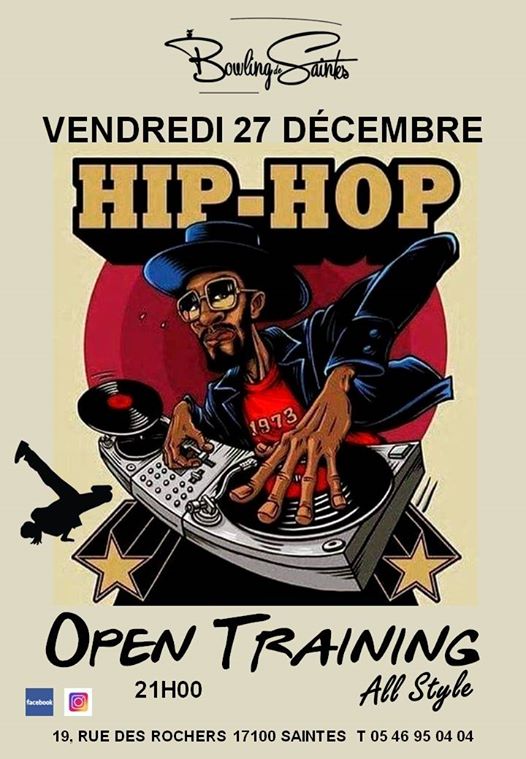 Bowling de Saintes
VENDREDI 27 DÉCEMBRE
HIP-HOP
1973
OPEN TRAINING
21H00
All Style
facebook
19, RUE DES ROCHERS 17100 SAINTES T 05 46 95 04 04